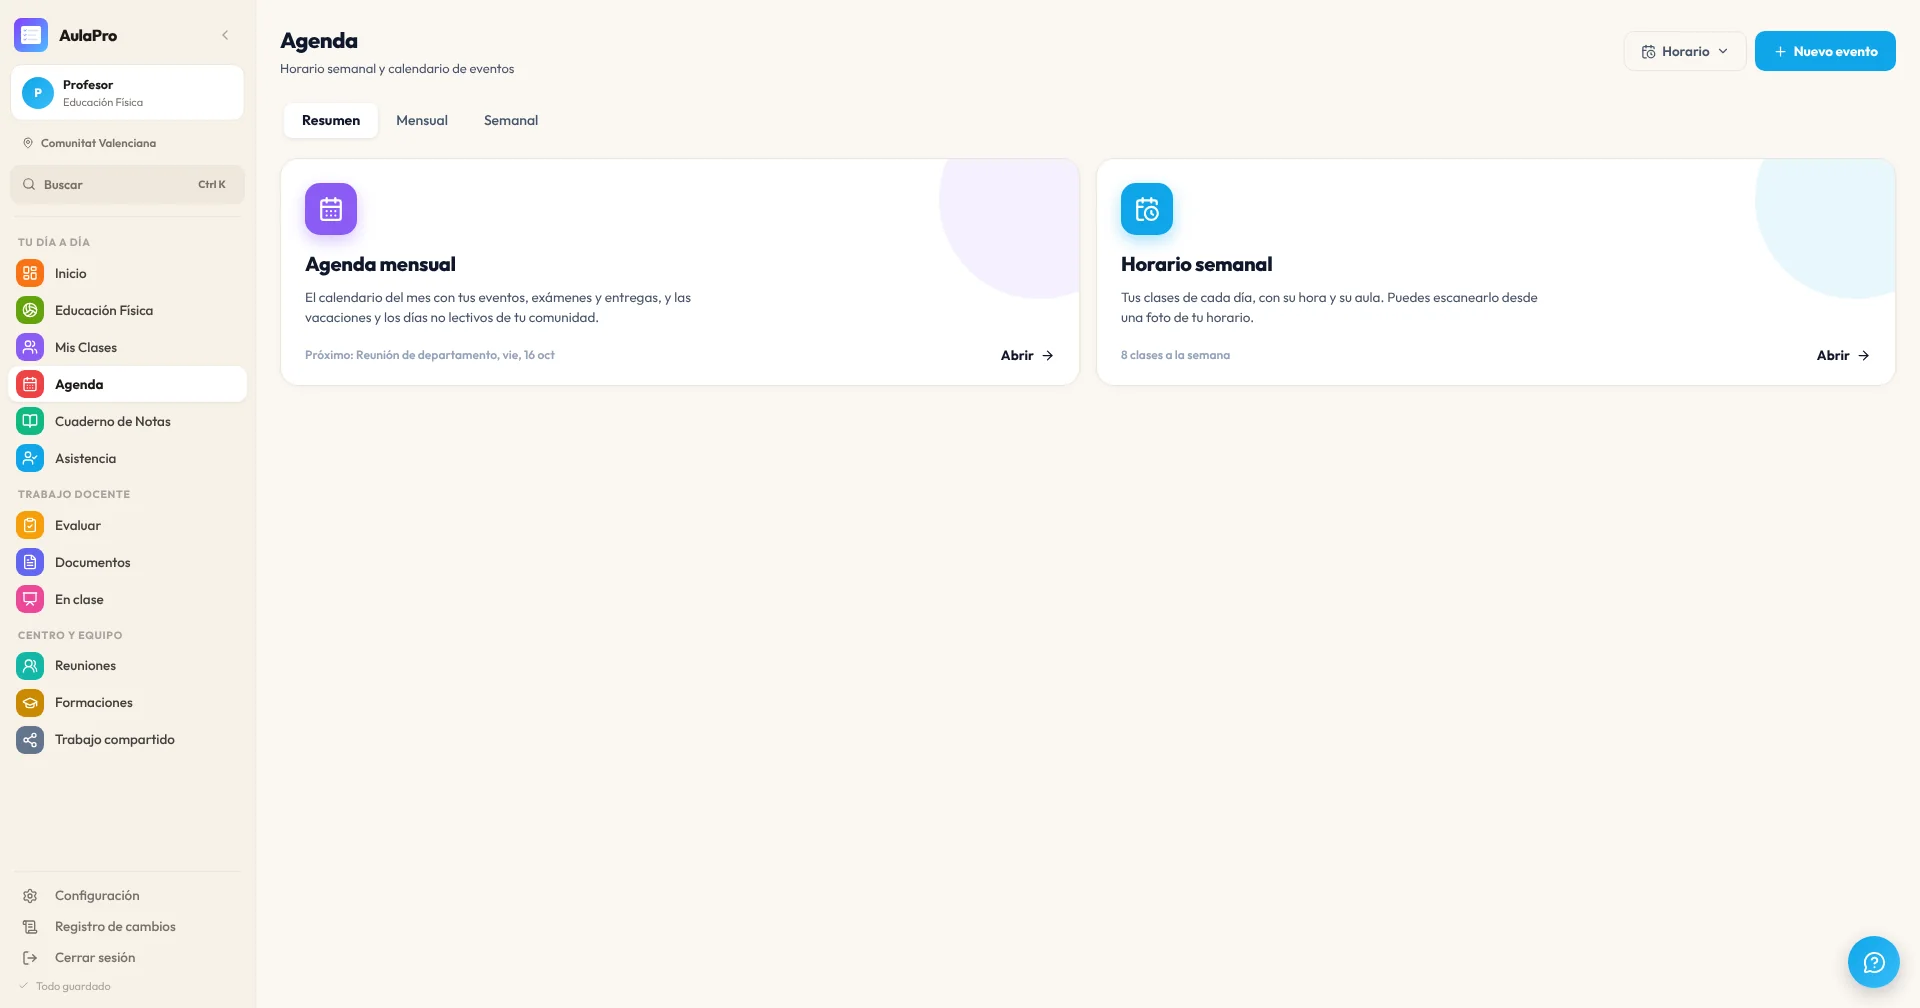 AulaPro
P
Profesor
Educación Física
Comunitat Valenciana
Buscar Ctrl K
TU DÍA A DÍA
Inicio
Educación Física
Mis Clases
Agenda
Cuaderno de Notas
Asistencia
TRABAJO DOCENTE
Evaluar
Documentos
En clase
CENTRO Y EQUIPO
Reuniones
Formaciones
Trabajo compartido
Configuración
Registro de cambios
Cerrar sesión
Todo guardado
Agenda
Horario semanal y calendario de eventos
Horario
Nuevo evento
Resumen Mensual Semanal
Agenda mensual
El calendario del mes con tus eventos, exámenes y entregas, y las
vacaciones y los días no lectivos de tu comunidad.
Próximo: Reunión de departamento, vie, 16 oct
Abrir
Horario semanal
Tus clases de cada día, con su hora y su aula. Puedes escanearlo desde
una foto de tu horario.
8 clases a la semana
Abrir